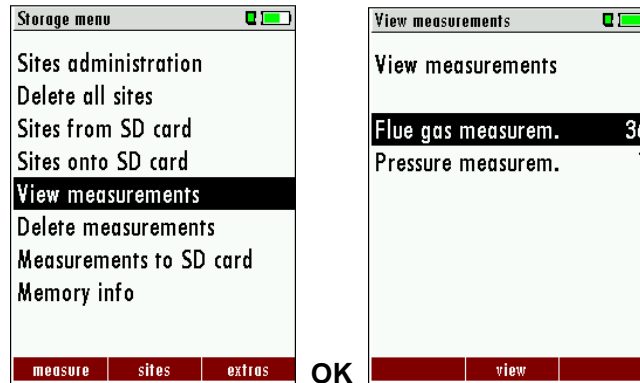 Storage menu
Sites administration
Delete all sites
Sites from SD card
Sites onto SD card
View measurements
Delete measurements
Measurements to SD card
Memory info
measure sites extras
OK
View measurements
View measurements
Flue gas measurem.
Pressure measurem.
view